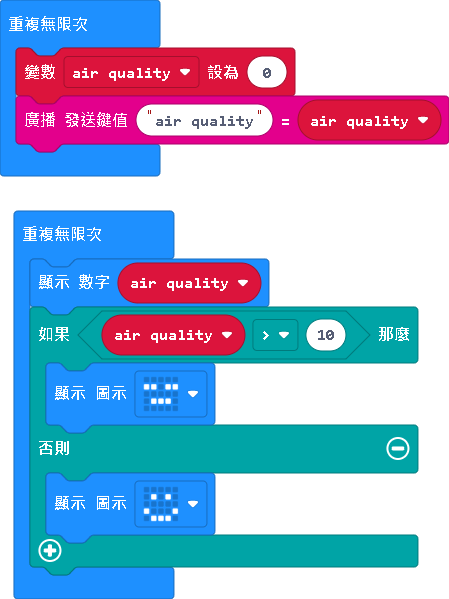 重複無限次
變數 air quality 設為 0
廣播 發送鍵值 "air quality" = air quality
重複無限次
顯示 數字 air quality
如果 air quality > 10 那麼
顯示 圖示
否則
顯示 圖示